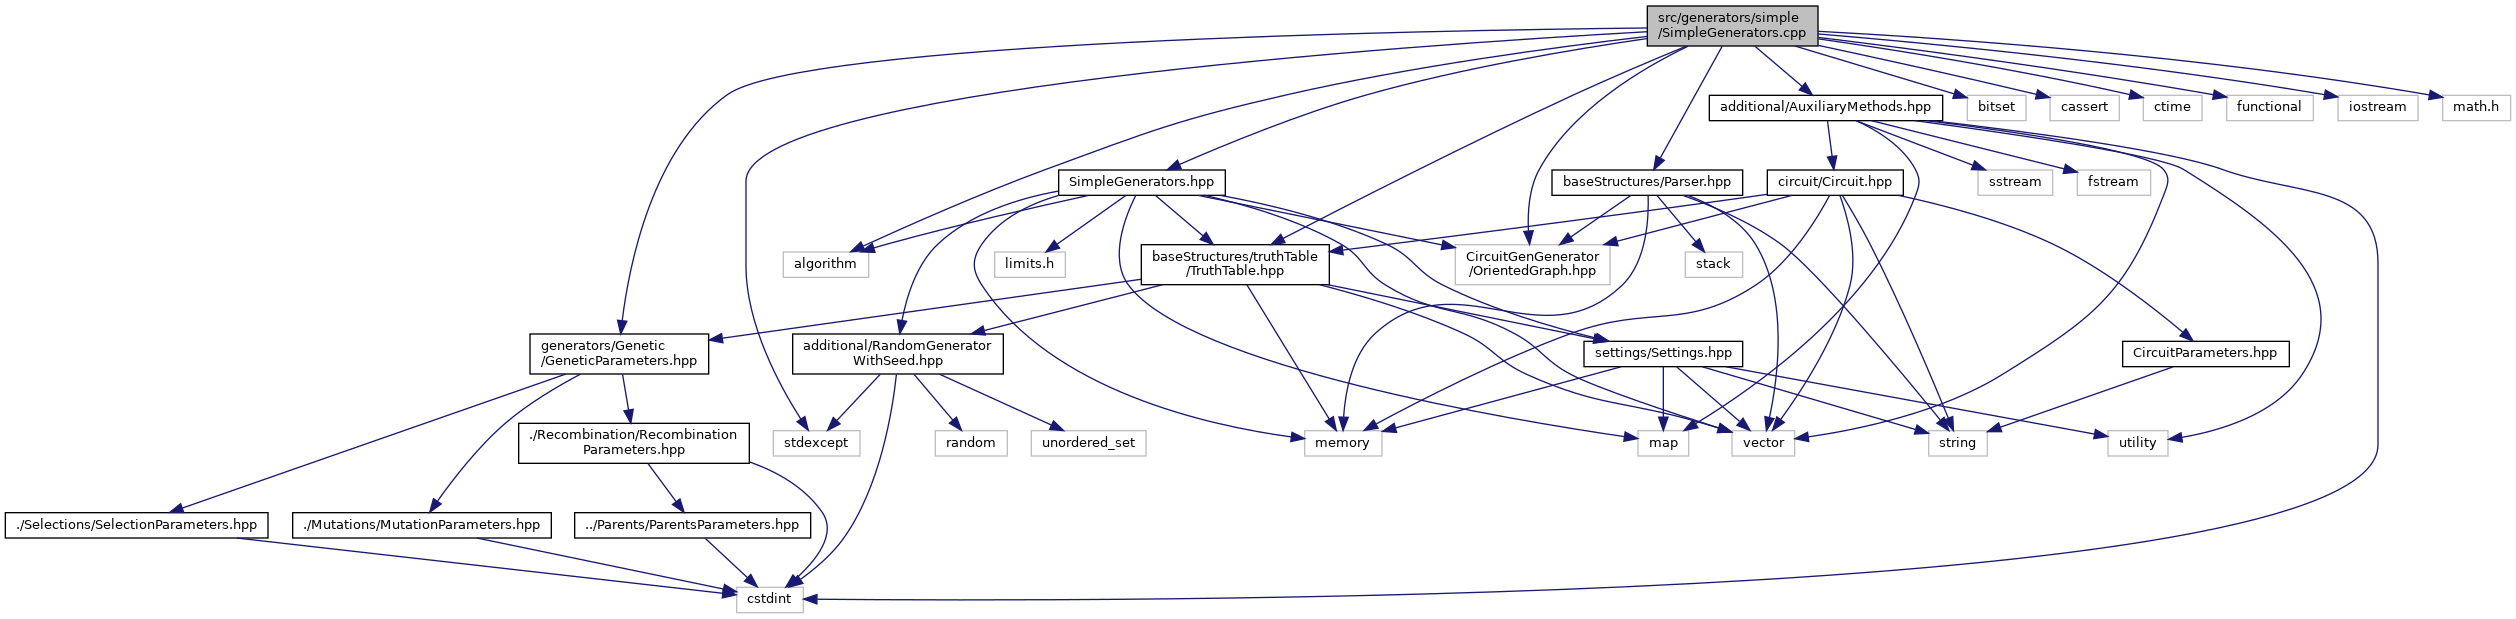 src/generators/simple
/SimpleGenerators.cpp
additional/AuxiliaryMethods.hpp
bitset
cassert
ctime
functional
iostream
math.h
SimpleGenerators.hpp
baseStructures/Parser.hpp
circuit/Circuit.hpp
sstream
fstream
algorithm
limits.h
baseStructures/truthTable
/TruthTable.hpp
CircuitGenGenerator
/OrientedGraph.hpp
stack
generators/Genetic
/GeneticParameters.hpp
additional/RandomGenerator
WithSeed.hpp
settings/Settings.hpp
CircuitParameters.hpp
./Recombination/Recombination
Parameters.hpp
stdexcept
random
unordered_set
memory
map
vector
string
utility
./Selections/SelectionParameters.hpp
./Mutations/MutationParameters.hpp
../Parents/ParentsParameters.hpp
cstdint